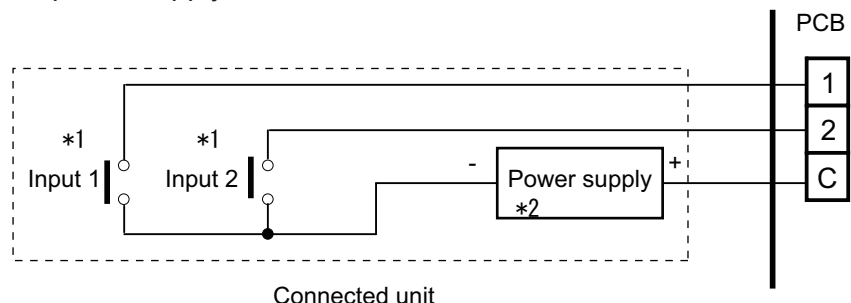 PCB
1
*1 *1 2
Input 1 Input 2 - Power supply + C
*2
Connected unit